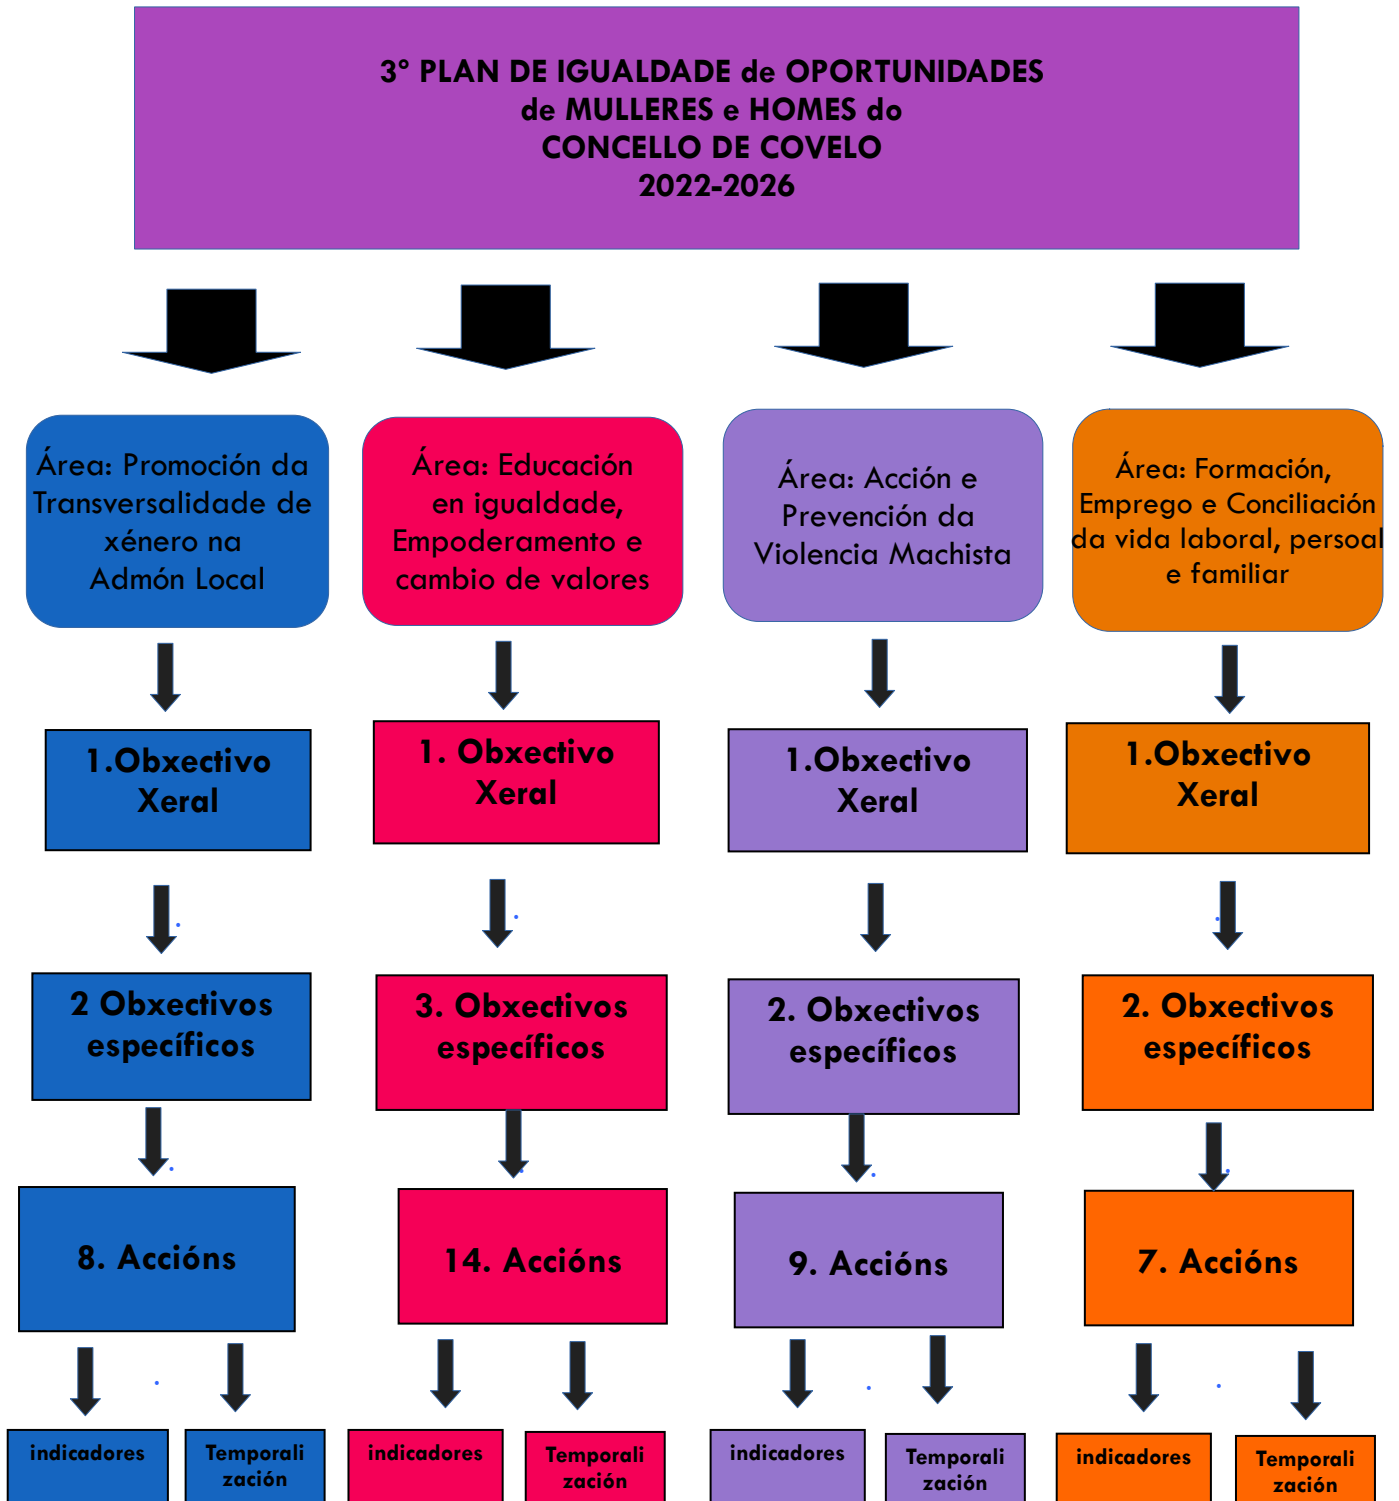 3º PLAN DE IGUALDADE de OPORTUNIDADES
de MULLERES e HOMES do
CONCELLO DE COVELO
2022-2026
Área: Promoción da
Transversalidade de
xénero na
Admón Local
Área: Educación
en igualdade,
Empoderamento e
cambio de valores
Área: Acción e
Prevención da
Violencia Machista
Área: Formación,
Emprego e Conciliación
da vida laboral, persoal
e familiar
1.Obxectivo
Xeral
1. Obxectivo
Xeral
1.Obxectivo
Xeral
1.Obxectivo
Xeral
2 Obxectivos
específicos
3. Obxectivos
específicos
2. Obxectivos
específicos
2. Obxectivos
específicos
8. Accións
14. Accións
9. Accións
7. Accións
indicadores
Temporali
zación
indicadores
Temporali
zación
indicadores
Temporali
zación
indicadores
Temporali
zación